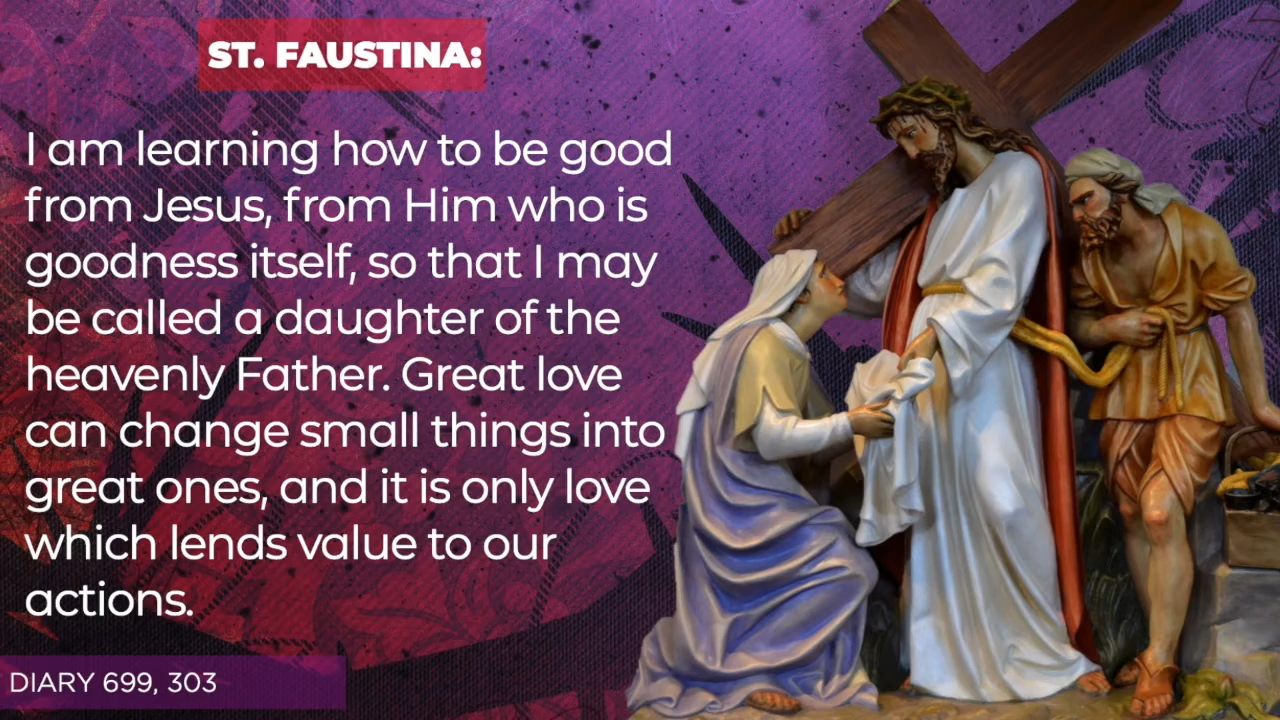 ST. FAUSTINA:
I am learning how to be good
from Jesus, from Him who is
goodness itself, so that I may
be called a daughter of the
heavenly Father. Great love
can change small things into
great ones, and it is only love
which lends value to our
actions.
DIARY 699, 303